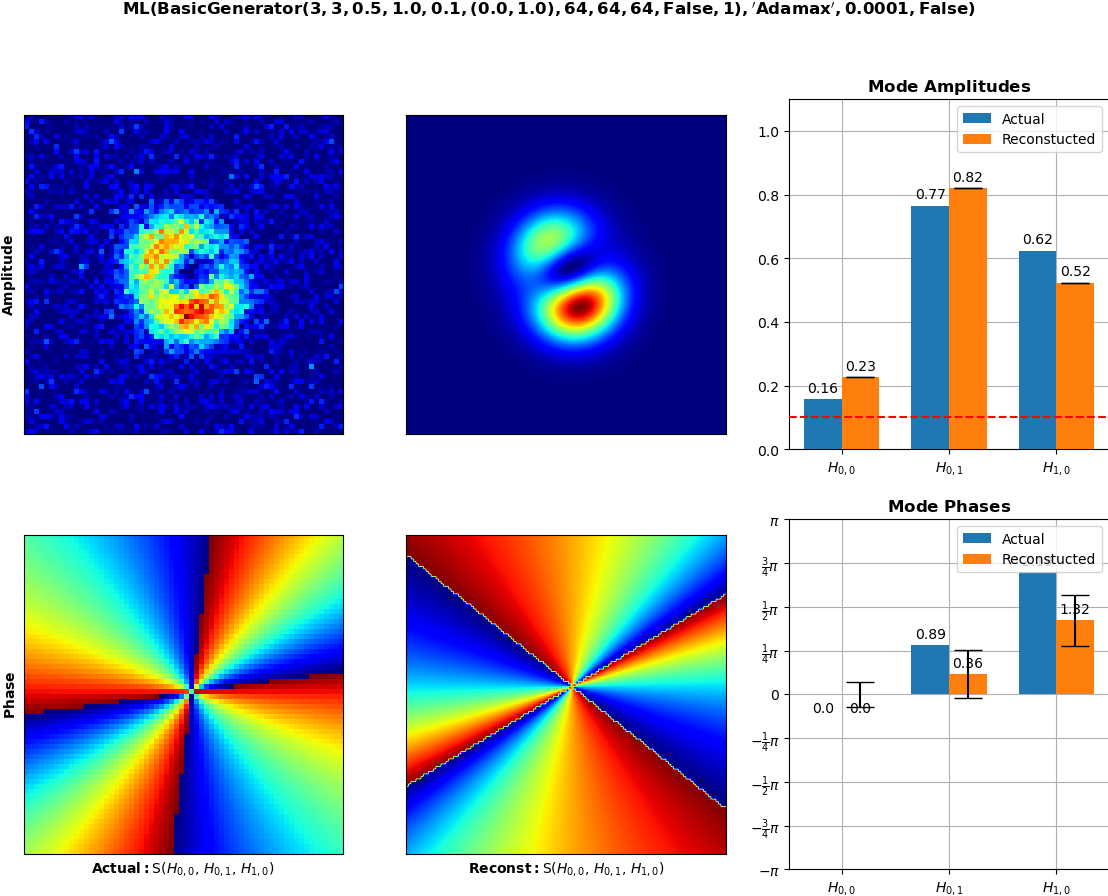 ML(BasicGenerator(3, 3, 0.5, 1.0, 0.1, (0.0, 1.0), 64, 64, 64, False, 1), ′Adamax′, 0.0001, False)
Amplitude
Mode Amplitudes
Actual
Reconstucted
1.0
0.8
0.6
0.4
0.2
0.0
0.16
0.23
0.77
0.82
0.62
0.52
H0,0
H0,1
H1,0
Phase
Actual: S(H0,0, H0,1, H1,0)
Reconst: S(H0,0, H0,1, H1,0)
Mode Phases
Actual
Reconstucted
π
3/4π
1/2π
1/4π
0
−1/4π
−1/2π
−3/4π
−π
0.0
0.0
0.89
0.36
1.32
H0,0
H0,1
H1,0